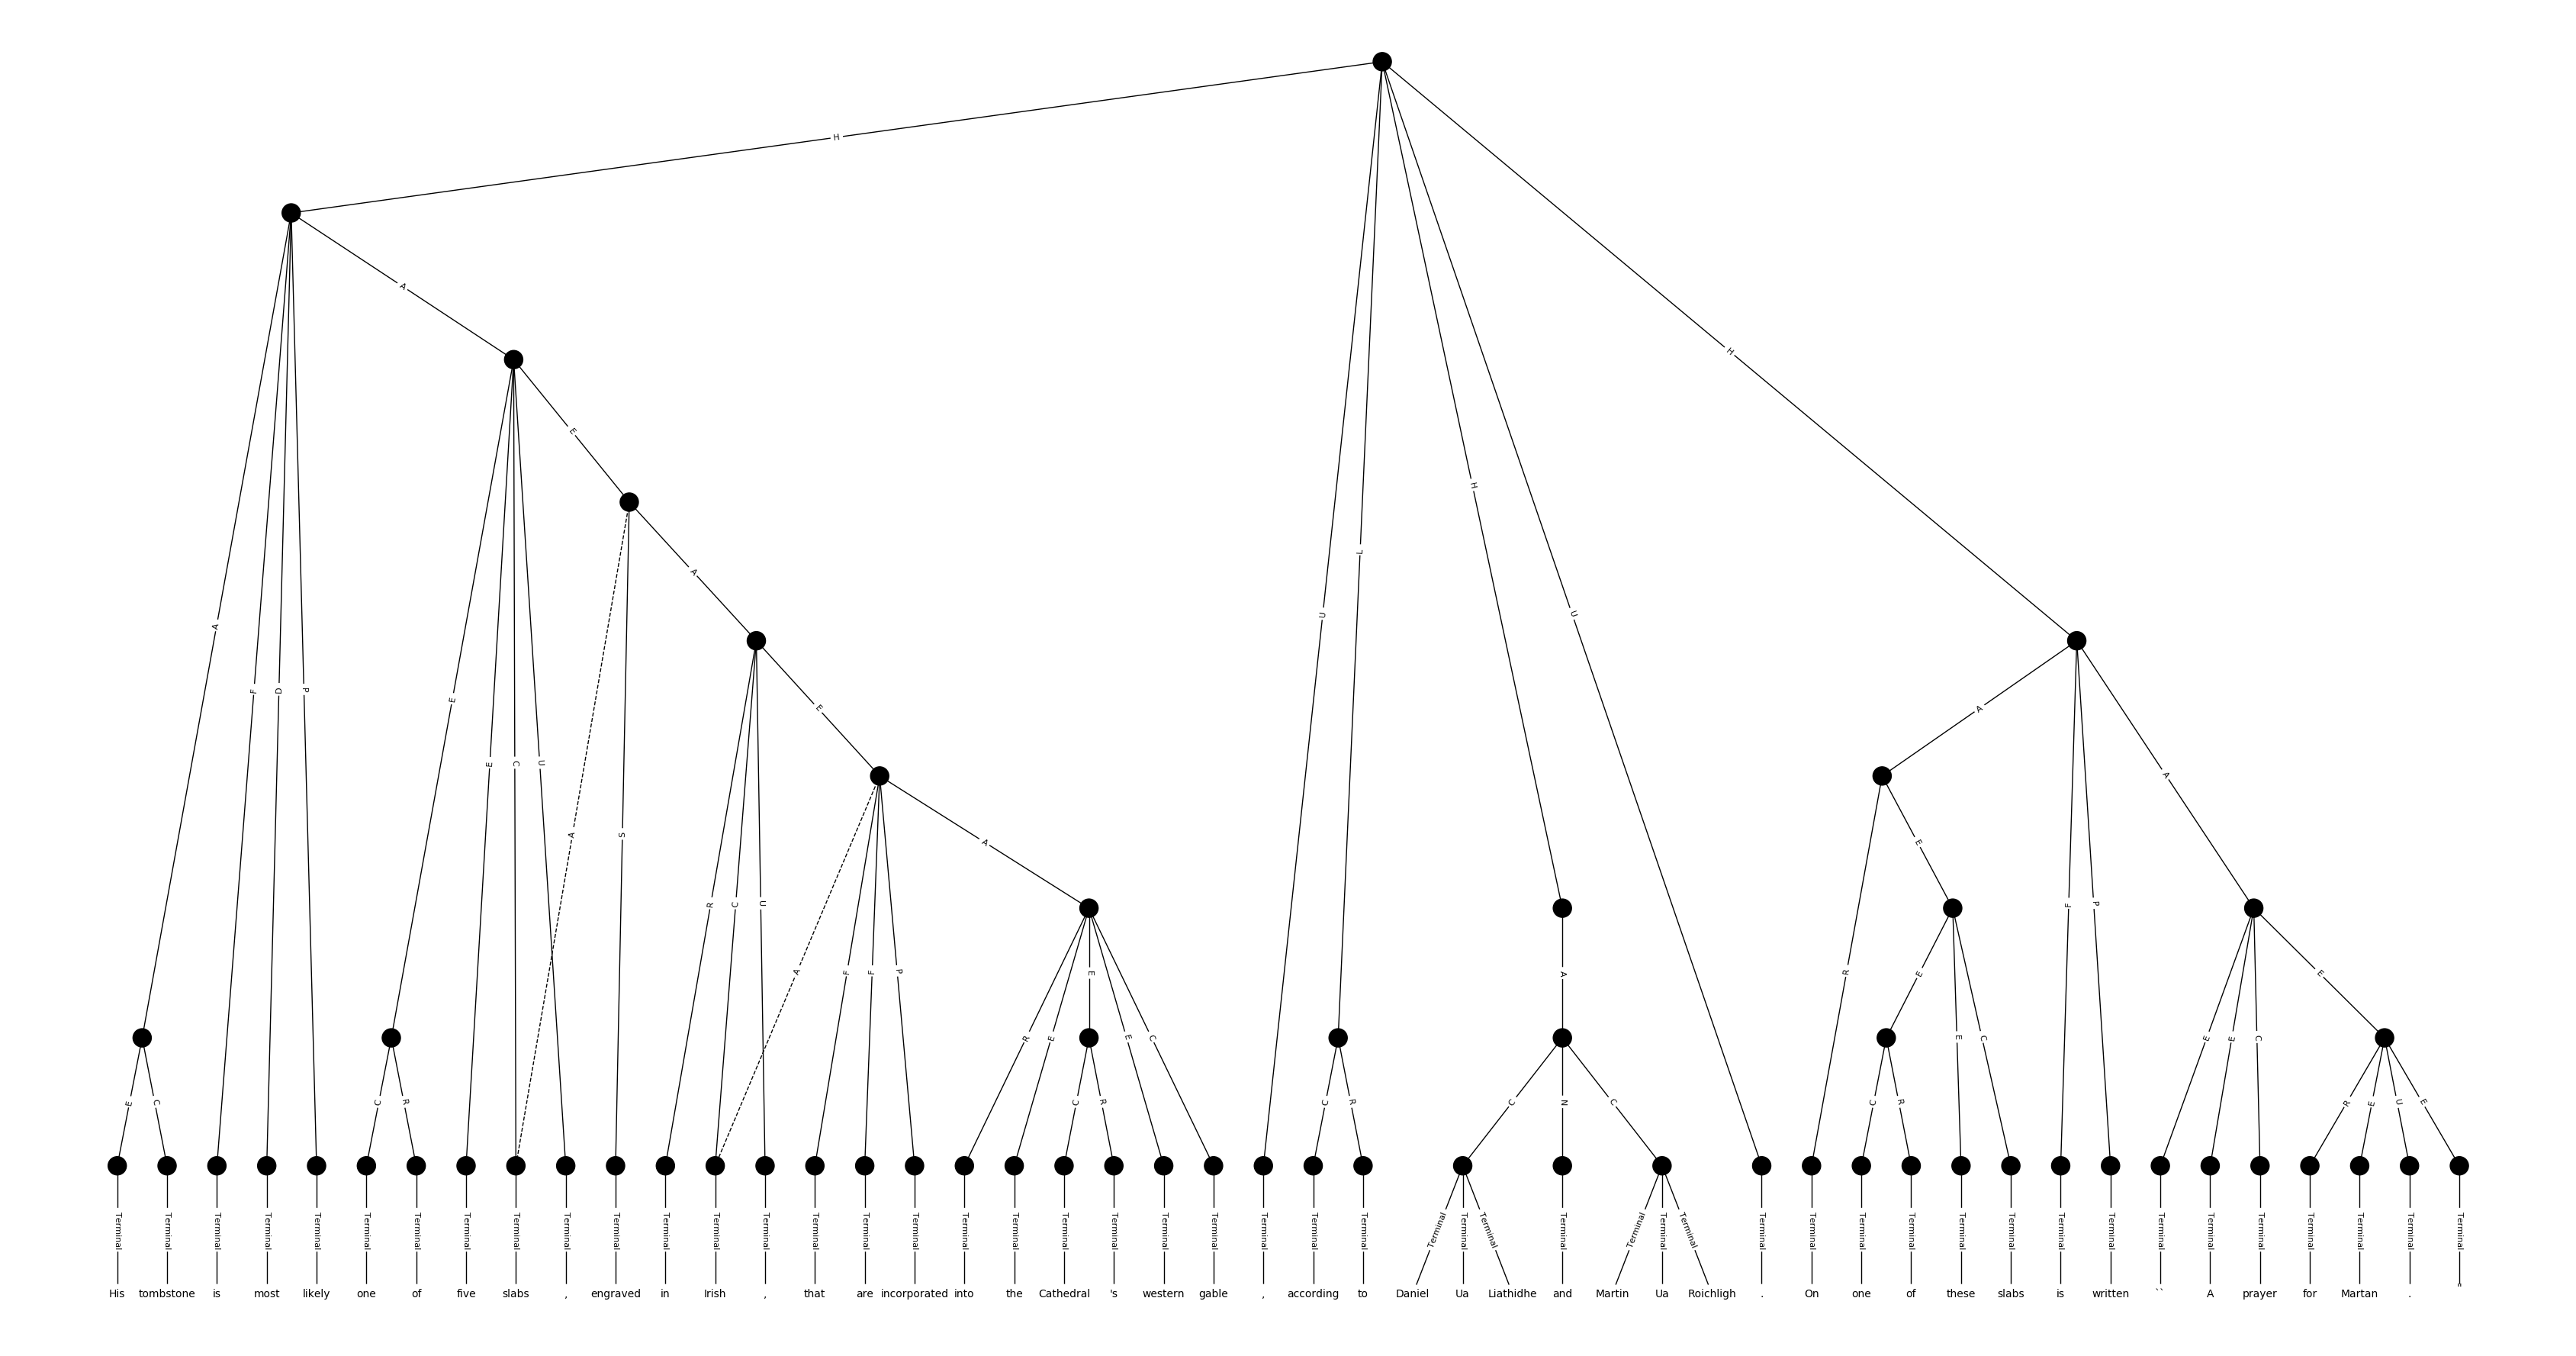 H
A
A
E
A
F
D
P
E
E
C
U
A
S
A
E
R
C
U
A
F
F
P
A
R
E
E
E
C
U
L
H
U
H
A
A
R
E
F
P
A
E
E
C
E
C
E
E
C
E
C
R
C
R
C
R
A
C
N
C
C
R
R
E
U
E
Terminal Terminal Terminal Terminal Terminal Terminal Terminal Terminal Terminal Terminal Terminal Terminal Terminal Terminal Terminal Terminal Terminal Terminal Terminal Terminal Terminal Terminal Terminal Terminal Terminal Terminal Terminal Terminal Terminal Terminal Terminal Terminal Terminal Terminal Terminal Terminal Terminal Terminal Terminal Terminal Terminal Terminal Terminal Terminal Terminal Terminal Terminal Terminal
His tombstone is most likely one of five slabs , engraved in Irish , that are incorporated into the Cathedral 's western gable , according to Daniel Ua Liathidhe and Martin Ua Roichligh . On one of these slabs is written `` A prayer for Martan . "